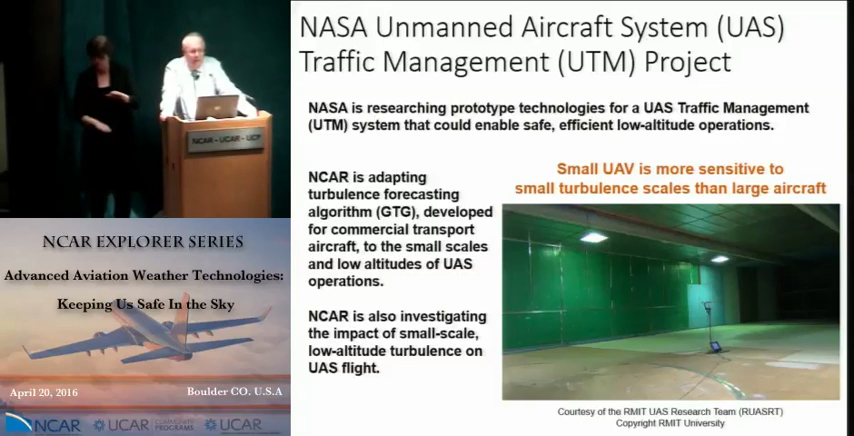 NASA Unmanned Aircraft System (UAS)
Traffic Management (UTM) Project
NASA is researching prototype technologies for a UAS Traffic Management
(UTM) system that could enable safe, efficient low-altitude operations.
NCAR is adapting
turbulence forecasting
algorithm (GTG), developed
for commercial transport
aircraft, to the small scales
and low altitudes of UAS
operations.
NCAR is also investigating
the impact of small-scale,
low-altitude turbulence on
UAS flight.
Small UAV is more sensitive to
small turbulence scales than large aircraft
Courtesy of the RMIT UAS Research Team (RUASRT)
Copyright RMIT University
NCAR - UCAR - UCP
NCAR EXPLORER SERIES
Advanced Aviation Weather Technologies:
Keeping Us Safe In the Sky
April 20, 2016 Boulder CO. U.S.A
NCAR UCAR COMMUNITY PROGRAMS UCAR